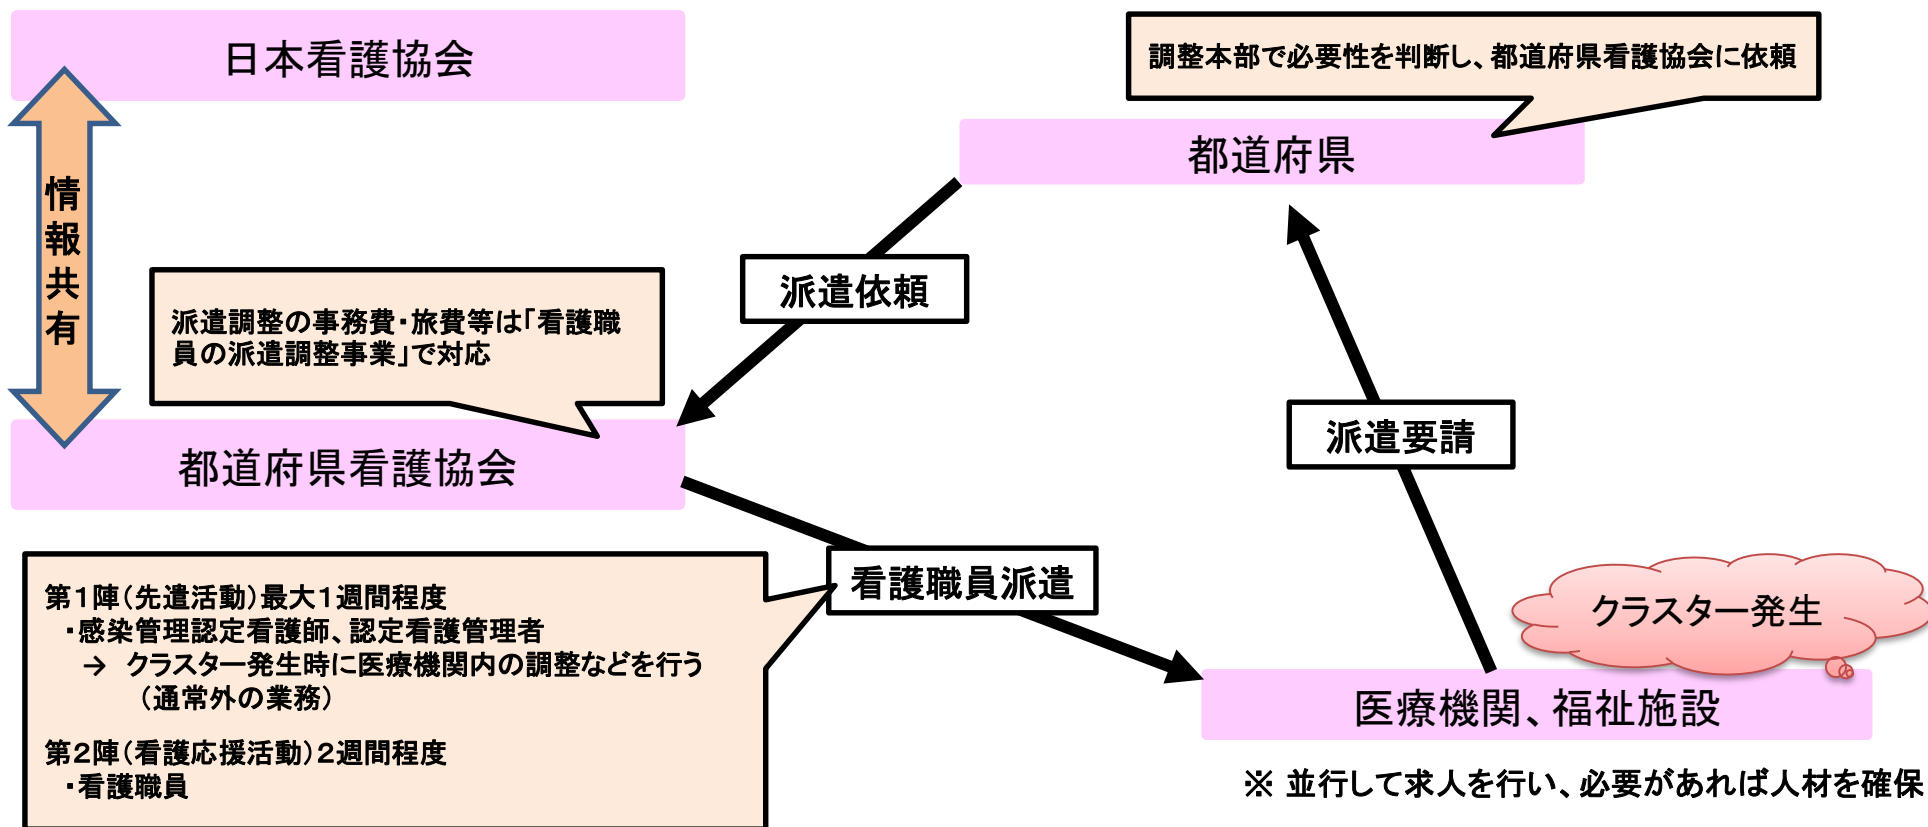 日本看護協会
調整本部で必要性を判断し、都道府県看護協会に依頼
都道府県
情報共有
派遣依頼
派遣調整の事務費・旅費等は「看護職
員の派遣調整事業」で対応
派遣要請
都道府県看護協会
看護職員派遣
第１陣（先遣活動）最大１週間程度
・感染管理認定看護師、認定看護管理者
→ クラスター発生時に医療機関内の調整などを行う
（通常外の業務）
第２陣（看護応援活動）２週間程度
・看護職員
クラスター発生
医療機関、福祉施設
※ 並行して求人を行い、必要があれば人材を確保